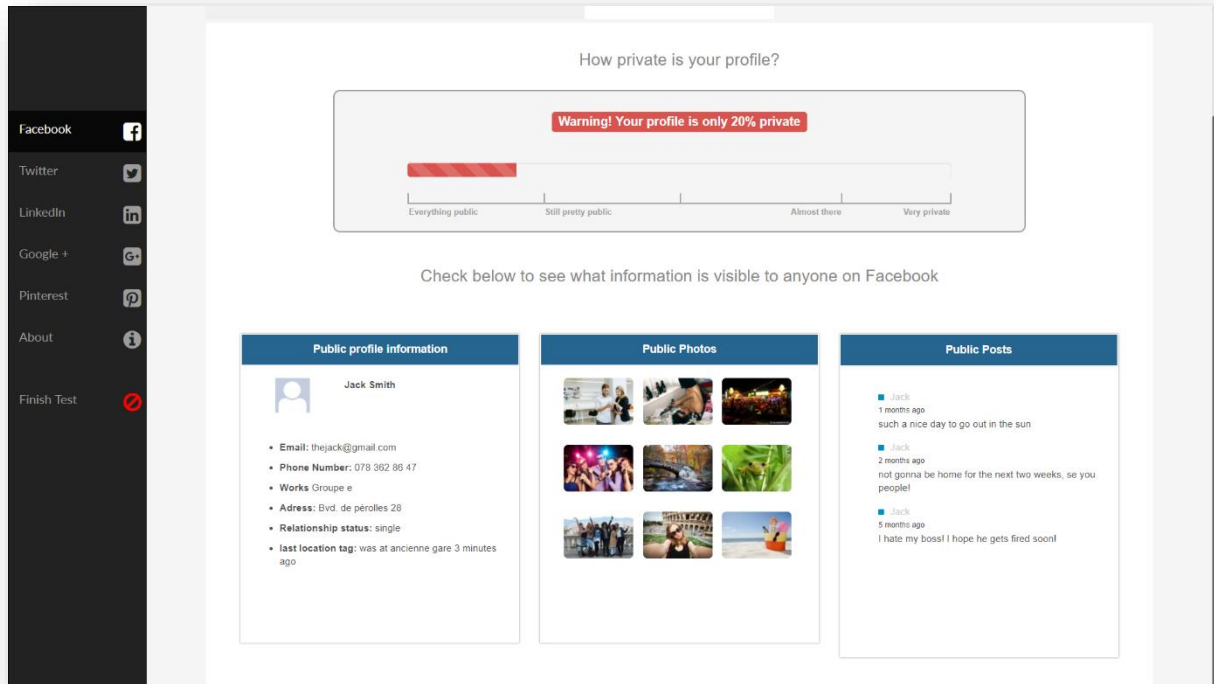 Facebook
Twitter
LinkedIn
Google +
Pinterest
About
Finish Test
How private is your profile?
Warning! Your profile is only 20% private
Everything public
Still pretty public
Almost there
Very private
Check below to see what information is visible to anyone on Facebook
Public profile information
Jack Smith
Email: thejack@gmail.com
Phone Number: 078 362 86 47
Works Groupe e
Adress: Bvd. de pérolles 28
Relationship status: single
last location tag: was at ancienne gare 3 minutes
ago
Public Photos
Public Posts
Jack
1 months ago
such a nice day to go out in the sun
Jack
2 months ago
not gonna be home for the next two weeks, se you
people!
Jack
5 months ago
I hate my boss! I hope he gets fired soon!